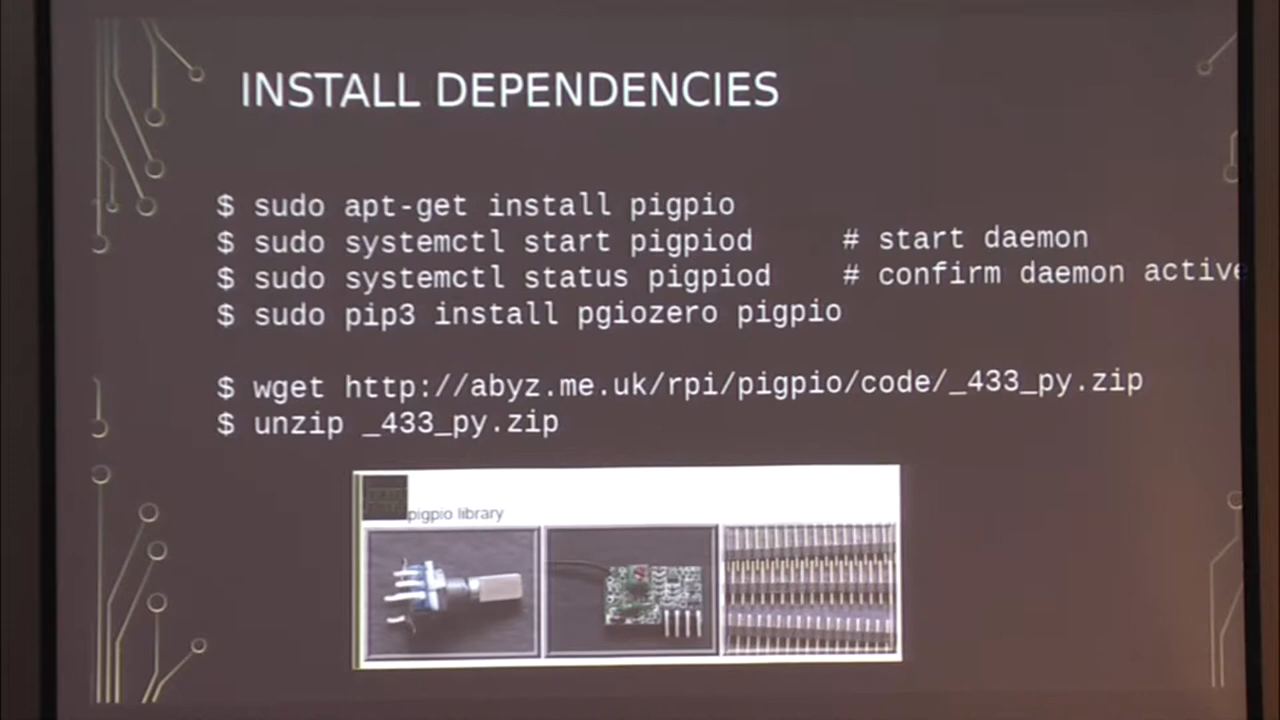 INSTALL DEPENDENCIES
$ sudo apt-get install pigpio
$ sudo systemctl start pigpiod # start daemon
$ sudo systemctl status pigpiod # confirm daemon active
$ sudo pip3 install pgiozero pigpio
$ wget http://abyz.me.uk/rpi/pigpio/code/_433_py.zip
$ unzip _433_py.zip
pigpio library